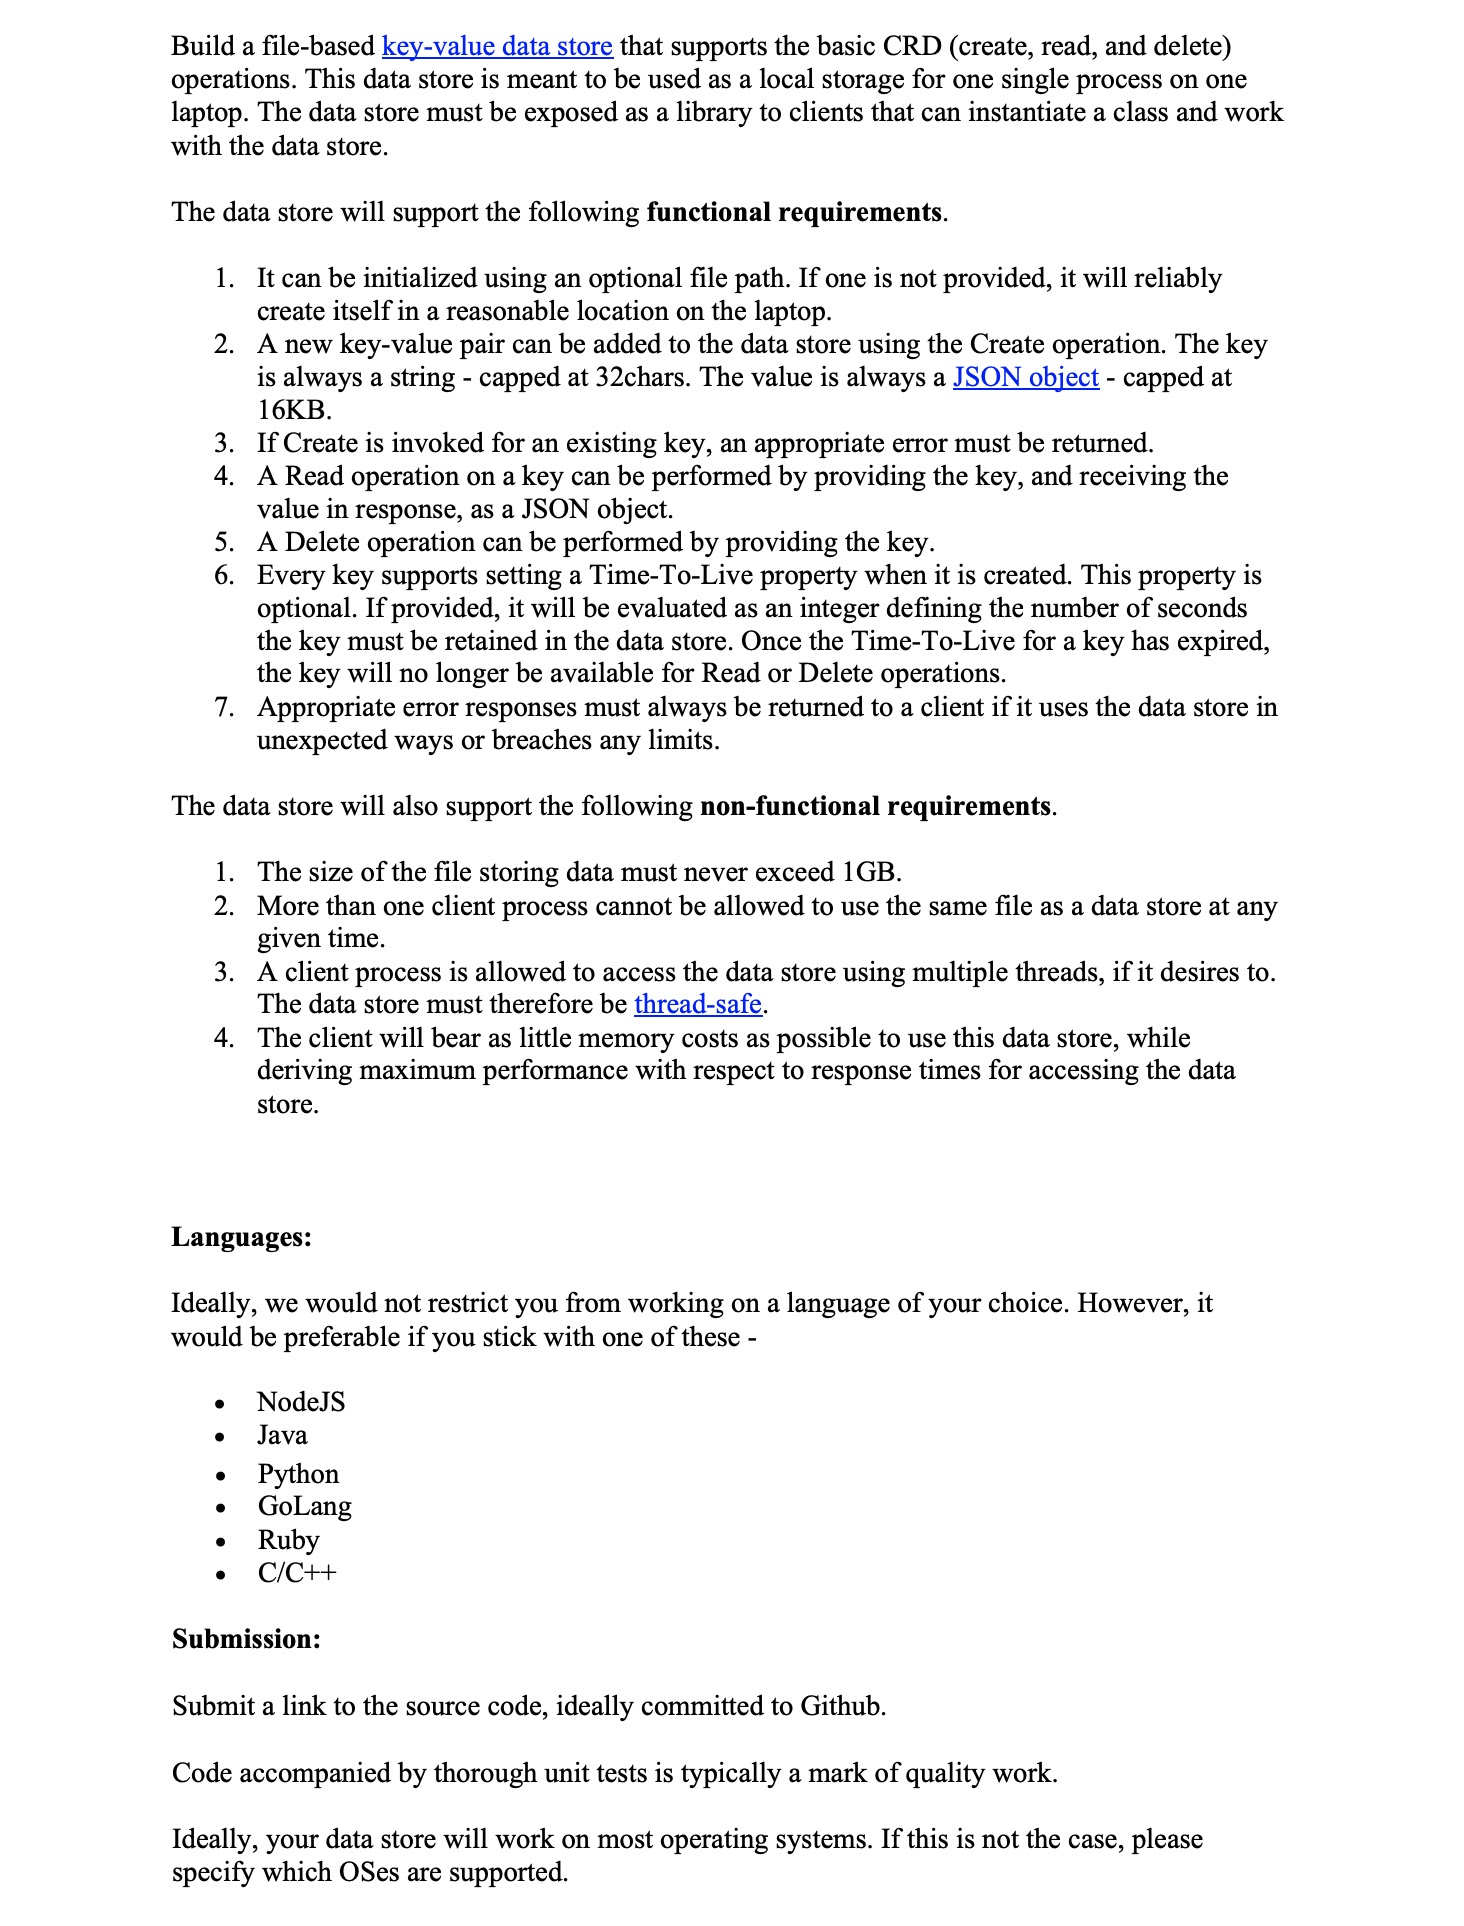 Build a file-based key-value data store that supports the basic CRD (create, read, and delete)
operations. This data store is meant to be used as a local storage for one single process on one
laptop. The data store must be exposed as a library to clients that can instantiate a class and work
with the data store.
The data store will support the following functional requirements.
1. It can be initialized using an optional file path. If one is not provided, it will reliably
create itself in a reasonable location on the laptop.
2. A new key-value pair can be added to the data store using the Create operation. The key
is always a string - capped at 32chars. The value is always a JSON object - capped at
16KB.
3. If Create is invoked for an existing key, an appropriate error must be returned.
4. A Read operation on a key can be performed by providing the key, and receiving the
value in response, as a JSON object.
5. A Delete operation can be performed by providing the key.
6. Every key supports setting a Time-To-Live property when it is created. This property is
optional. If provided, it will be evaluated as an integer defining the number of seconds
the key must be retained in the data store. Once the Time-To-Live for a key has expired,
the key will no longer be available for Read or Delete operations.
7. Appropriate error responses must always be returned to a client if it uses the data store in
unexpected ways or breaches any limits.
The data store will also support the following non-functional requirements.
1. The size of the file storing data must never exceed 1GB.
2. More than one client process cannot be allowed to use the same file as a data store at any
given time.
3. A client process is allowed to access the data store using multiple threads, if it desires to.
The data store must therefore be thread-safe.
4. The client will bear as little memory costs as possible to use this data store, while
deriving maximum performance with respect to response times for accessing the data
store.
Languages:
Ideally, we would not restrict you from working on a language of your choice. However, it
would be preferable if you stick with one of these -
• NodeJS
• Java
• Python
• GoLang
• Ruby
• C/C++
Submission:
Submit a link to the source code, ideally committed to Github.
Code accompanied by thorough unit tests is typically a mark of quality work.
Ideally, your data store will work on most operating systems. If this is not the case, please
specify which OSes are supported.